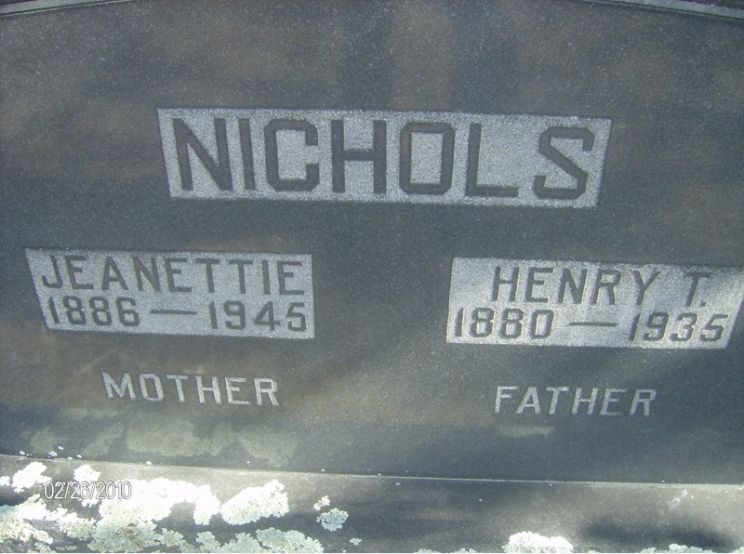 NICHOLS
JEANETTIE
1886 — 1945
MOTHER
HENRY T.
1880 — 1935
FATHER
02/26/2010